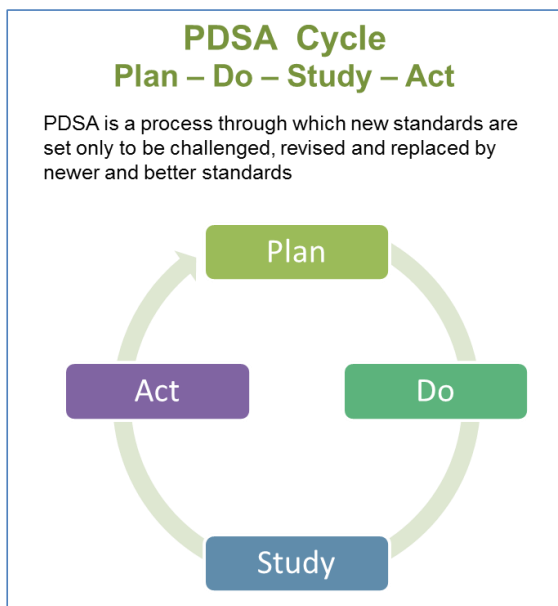 PDSA  Cycle
Plan – Do – Study – Act
PDSA is a process through which new standards are
set only to be challenged, revised and replaced by
newer and better standards
Plan
Act
Do
Study